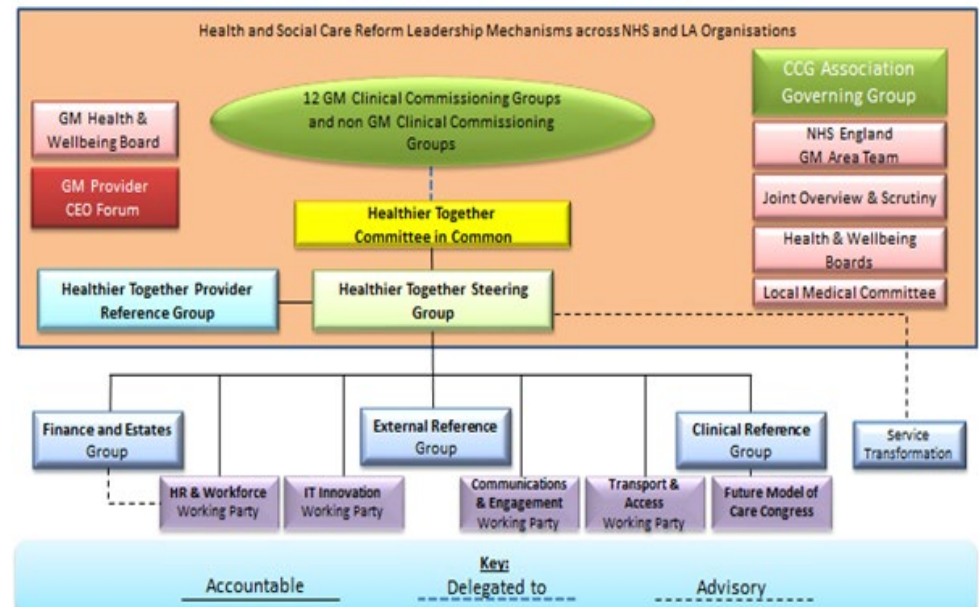 Health and Social Care Reform Leadership Mechanisms across NHS and LA Organisations
12 GM Clinical Commissioning Groups
and non GM Clinical Commissioning
Groups
CCG Association
Governing Group
GM Health &
Wellbeing Board
GM Provider
CEO Forum
NHS England
GM Area Team
Joint Overview & Scrutiny
Health & Wellbeing
Boards
Local Medical Committee
Healthier Together
Committee in Common
Healthier Together Provider
Reference Group
Healthier Together Steering
Group
Finance and Estates
Group
External Reference
Group
Clinical Reference
Group
Service
Transformation
HR & Workforce
Working Party
IT Innovation
Working Party
Communications
& Engagement
Working Party
Transport &
Access
Working Party
Future Model of
Care Congress
Key:
Accountable
Delegated to
Advisory